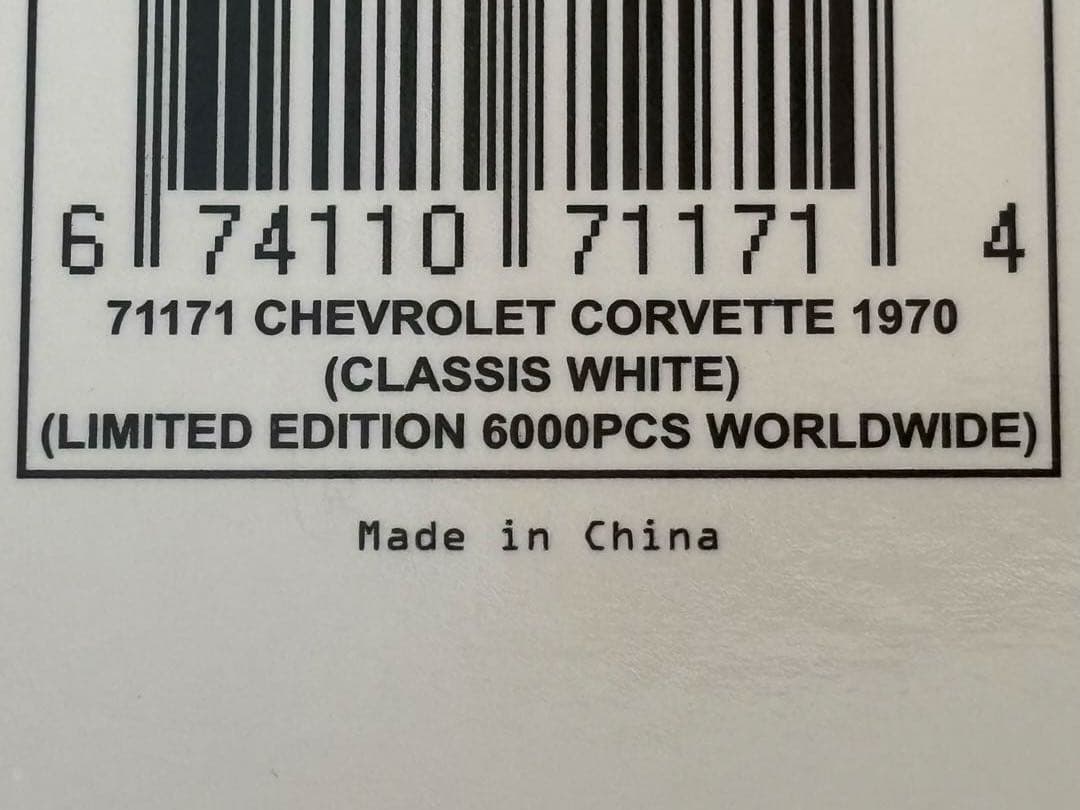 6 74110 71171 4
71171 CHEVROLET CORVETTE 1970
(CLASSIS WHITE)
(LIMITED EDITION 6000PCS WORLDWIDE)
Made in China